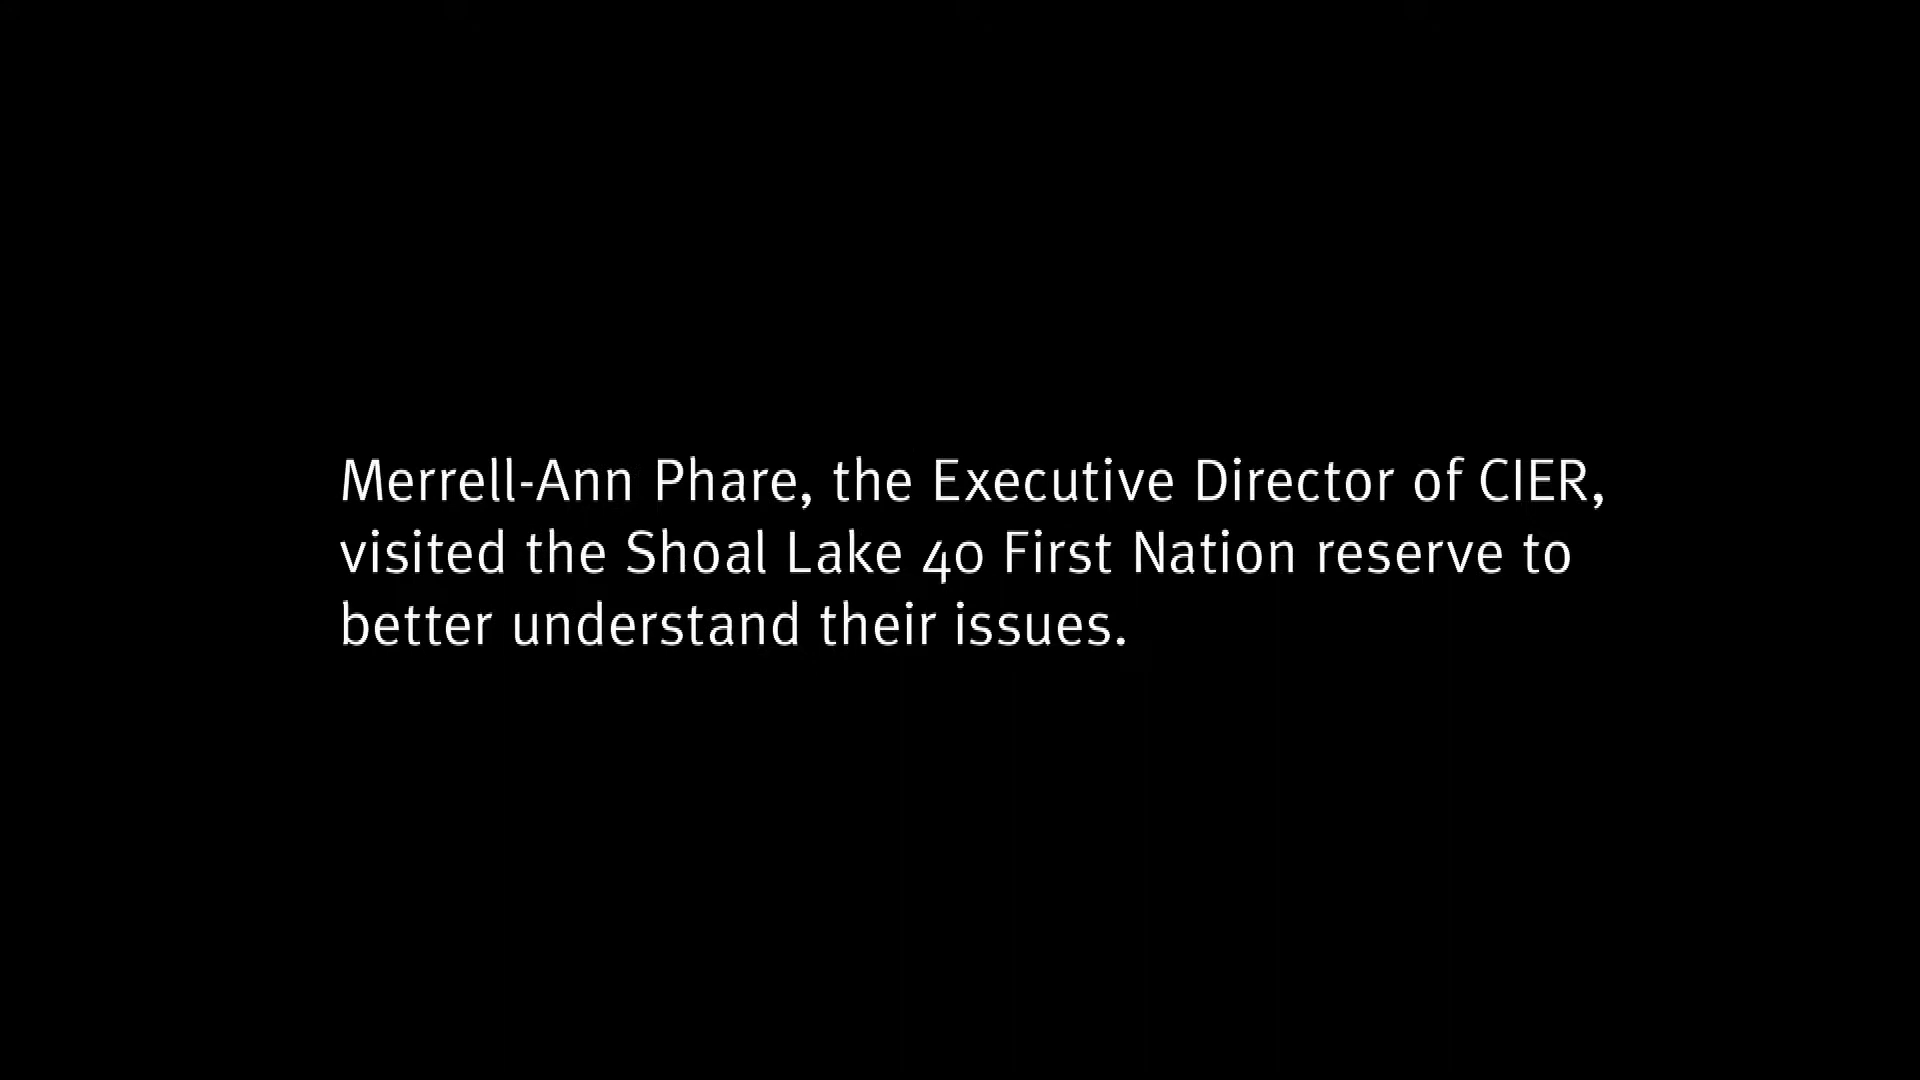 Merrell-Ann Phare, the Executive Director of CIER,
visited the Shoal Lake 40 First Nation reserve to
better understand their issues.